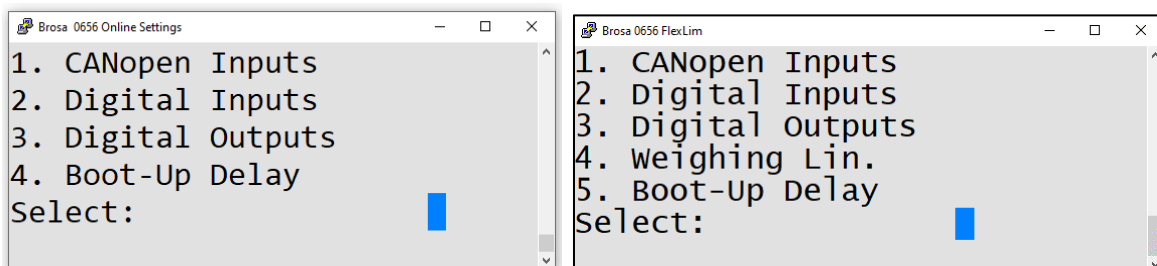 Brosa 0656 Online Settings
1. CANopen Inputs
2. Digital Inputs
3. Digital Outputs
4. Boot-Up Delay
Select:
Brosa 0656 FlexLim
1. CANopen Inputs
2. Digital Inputs
3. Digital Outputs
4. Weighing Lin.
5. Boot-Up Delay
Select: